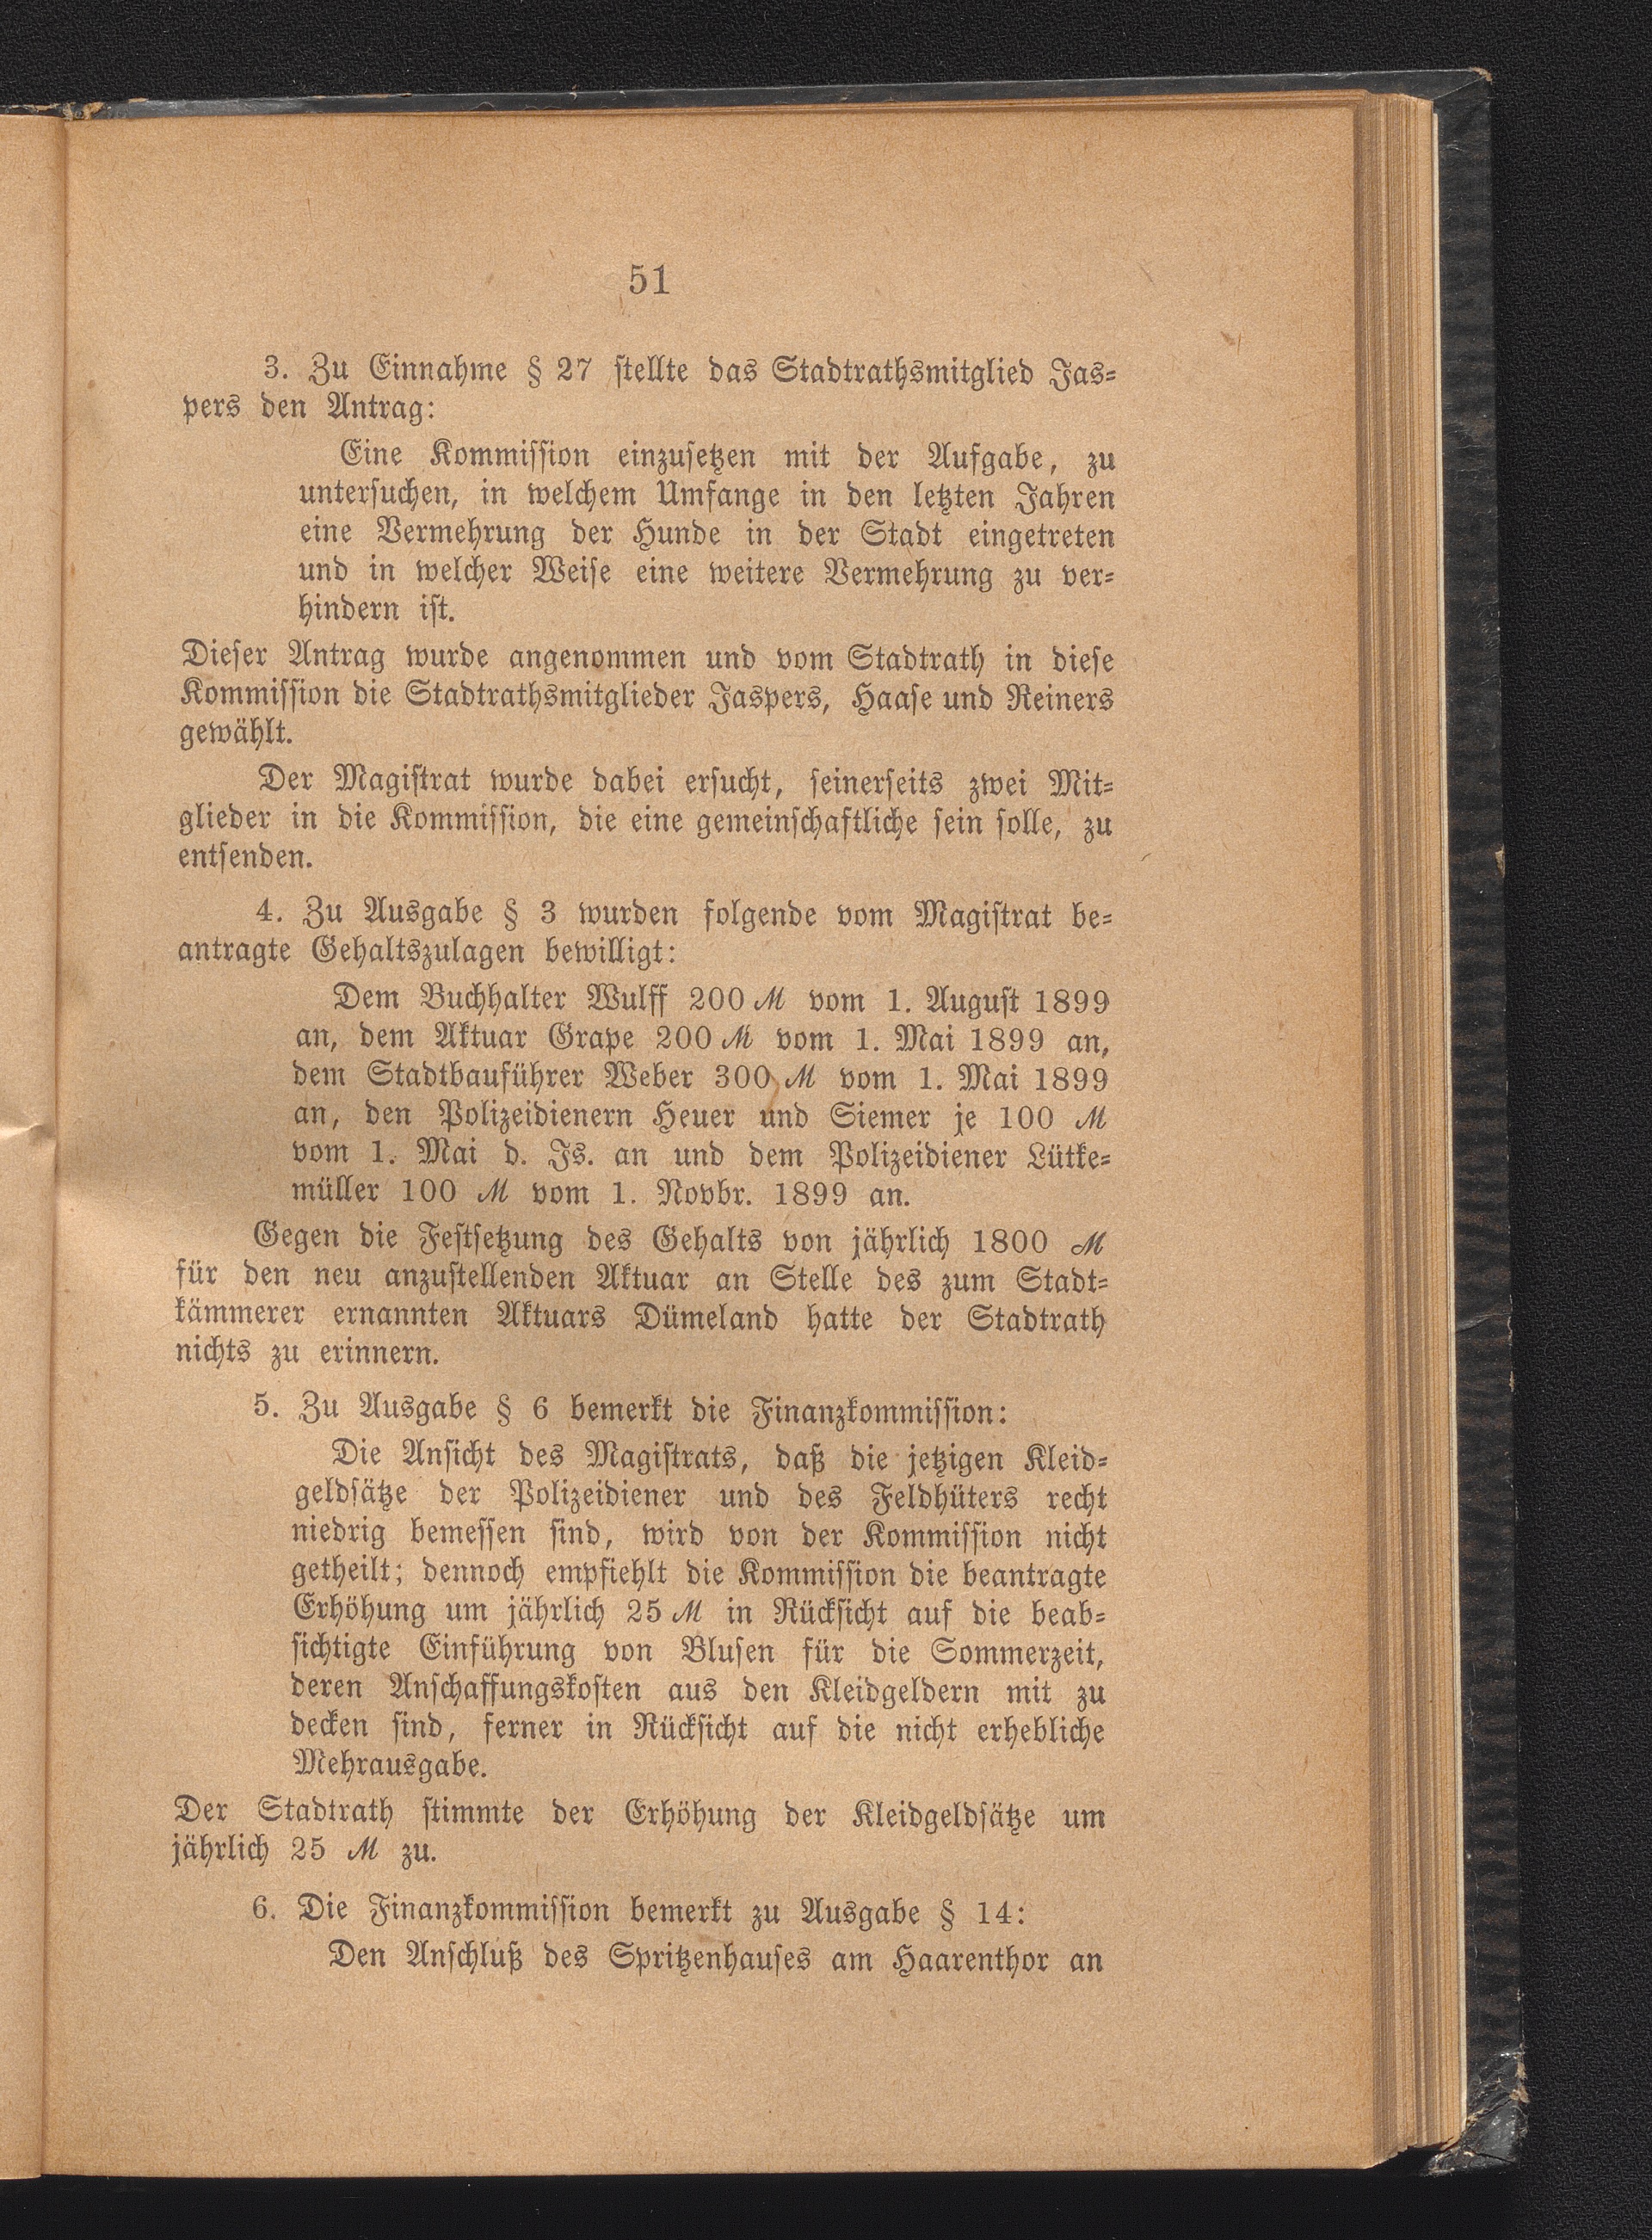 51
3. Zu Einnahme § 27 stellte das Stadtrathsmitglied Jas-
pers den Antrag:
Eine Kommission einzusetzen mit der Aufgabe, zu
untersuchen, in welchem Umfange in den letzten Jahren
eine Vermehrung der Hunde in der Stadt eingetreten
und in welcher Weise eine weitere Vermehrung zu ver-
hindern ist.
Dieser Antrag wurde angenommen und vom Stadtrath in diese
Kommission die Stadtrathsmitglieder Jaspers, Haase und Reiners
gewählt.
Der Magistrat wurde dabei ersucht, seinerseits zwei Mit-
glieder in die Kommission, die eine gemeinschaftliche sein solle, zu
entsenden.
4. Zu Ausgabe § 3 wurden folgende vom Magistrat be-
antragte Gehaltszulagen bewilligt:
Dem Buchhalter Wulff 200 ℳ vom 1. August 1899
an, dem Aktuar Grape 200 ℳ vom 1. Mai 1899 an,
dem Stadtbauführer Weber 300 ℳ vom 1. Mai 1899
an, den Polizeidienern Heuer und Siemer je 100 ℳ
vom 1. Mai d. Js. an und dem Polizeidiener Lütke-
müller 100 ℳ vom 1. Novbr. 1899 an.
Gegen die Festsetzung des Gehalts von jährlich 1800 ℳ
für den neu anzustellenden Aktuar an Stelle des zum Stadt-
kämmerer ernannten Aktuars Dümeland hatte der Stadtrath
nichts zu erinnern.
5. Zu Ausgabe § 6 bemerkt die Finanzkommission:
Die Ansicht des Magistrats, daß die jetzigen Kleid-
geldsätze der Polizeidiener und des Feldhüters recht
niedrig bemessen sind, wird von der Kommission nicht
getheilt; dennoch empfiehlt die Kommission die beantragte
Erhöhung um jährlich 25 ℳ in Rücksicht auf die beab-
sichtigte Einführung von Blusen für die Sommerzeit,
deren Anschaffungskosten aus den Kleidgeldern mit zu
decken sind, ferner in Rücksicht auf die nicht erhebliche
Mehrausgabe.
Der Stadtrath stimmte der Erhöhung der Kleidgeldsätze um
jährlich 25 ℳ zu.
6. Die Finanzkommission bemerkt zu Ausgabe § 14:
Den Anschluß des Spritzenhauses am Haarenthor an